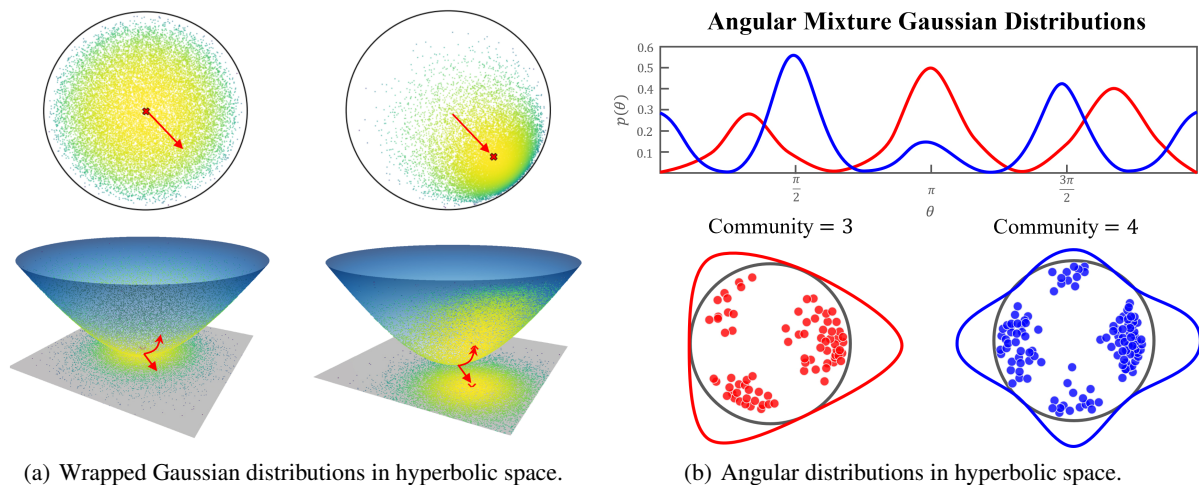 Angular Mixture Gaussian Distributions
0.6
0.5
0.4
0.3
0.2
0.1
p(θ)
π/2
π
3π/2
θ
Community = 3
Community = 4
(a) Wrapped Gaussian distributions in hyperbolic space.
(b) Angular distributions in hyperbolic space.